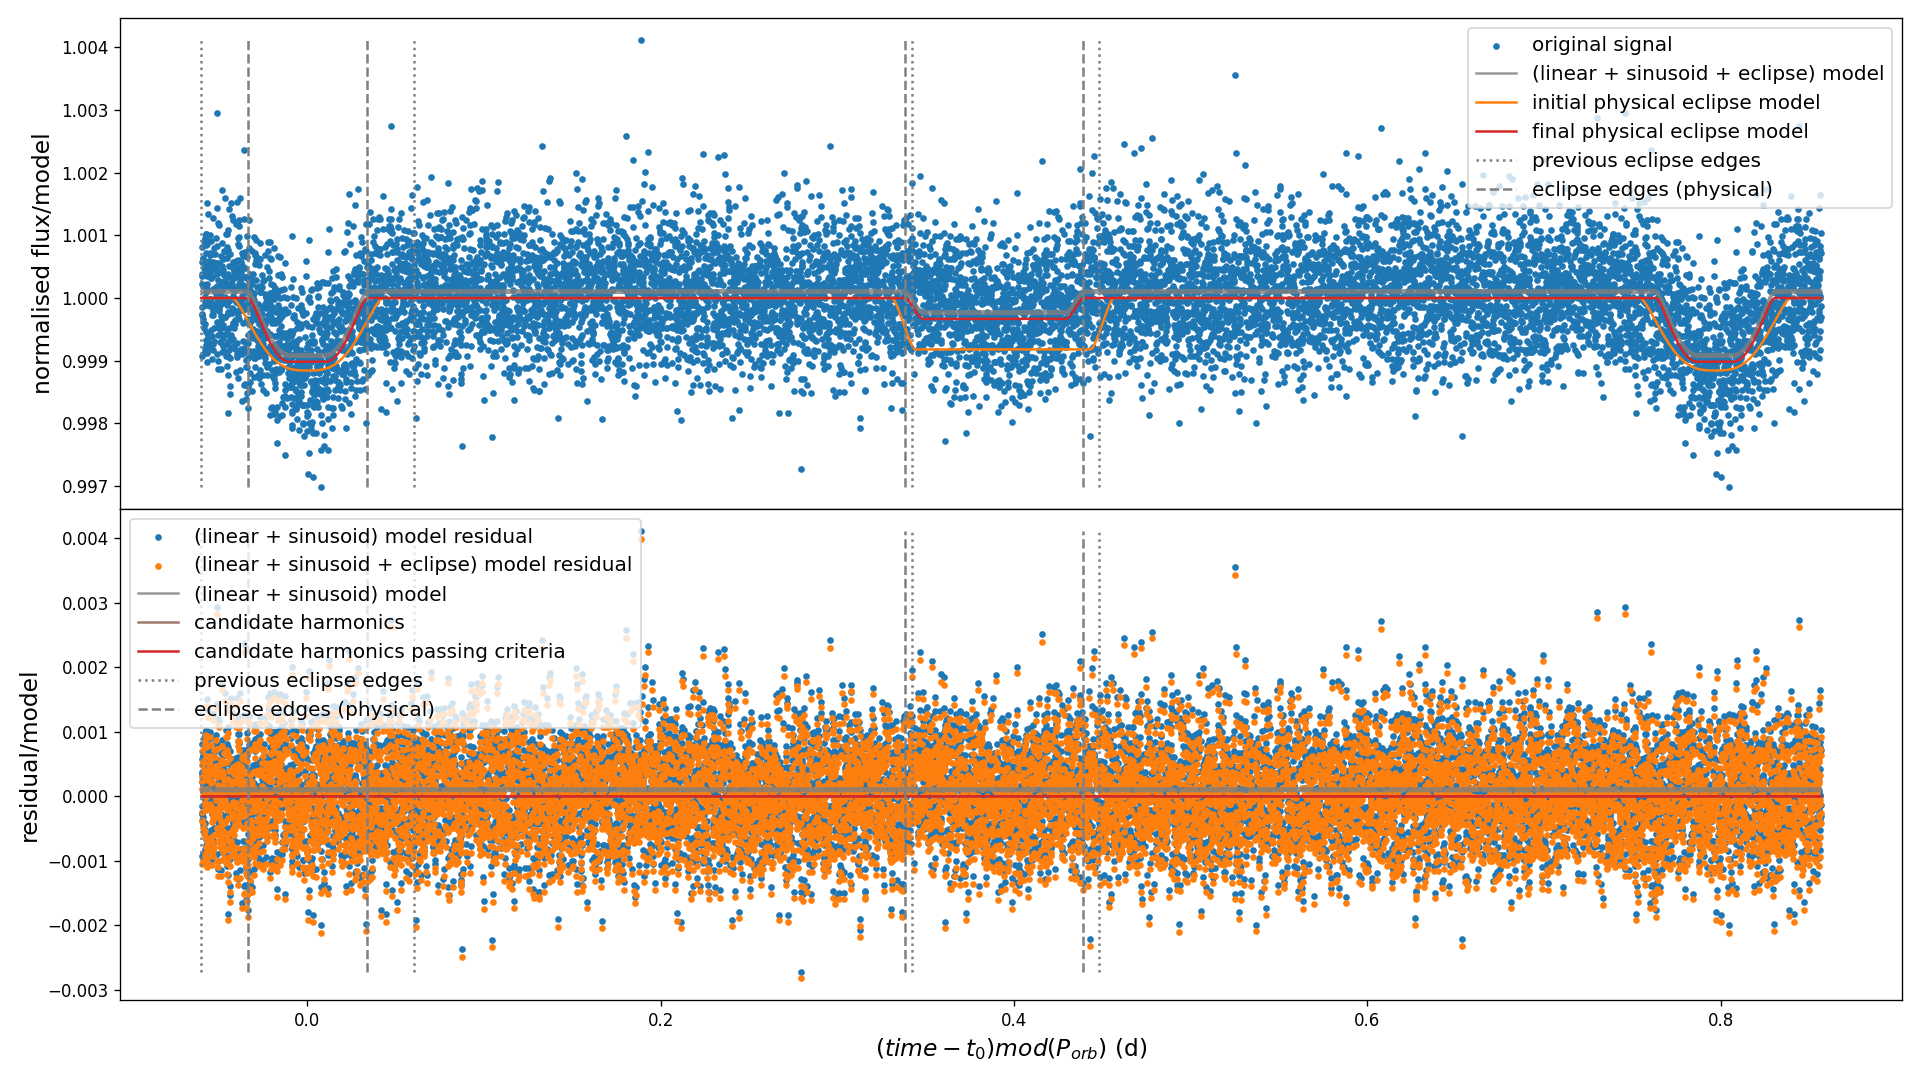 1.004
1.003
1.002
1.001
1.000
0.999
0.998
0.997
normalised flux/model
original signal
(linear + sinusoid + eclipse) model
initial physical eclipse model
final physical eclipse model
previous eclipse edges
eclipse edges (physical)
0.004
0.003
0.002
0.001
0.000
−0.001
−0.002
−0.003
residual/model
(linear + sinusoid) model residual
(linear + sinusoid + eclipse) model residual
(linear + sinusoid) model
candidate harmonics
candidate harmonics passing criteria
previous eclipse edges
eclipse edges (physical)
0.0 0.2 0.4 0.6 0.8
(time − t₀)mod(P_orb) (d)